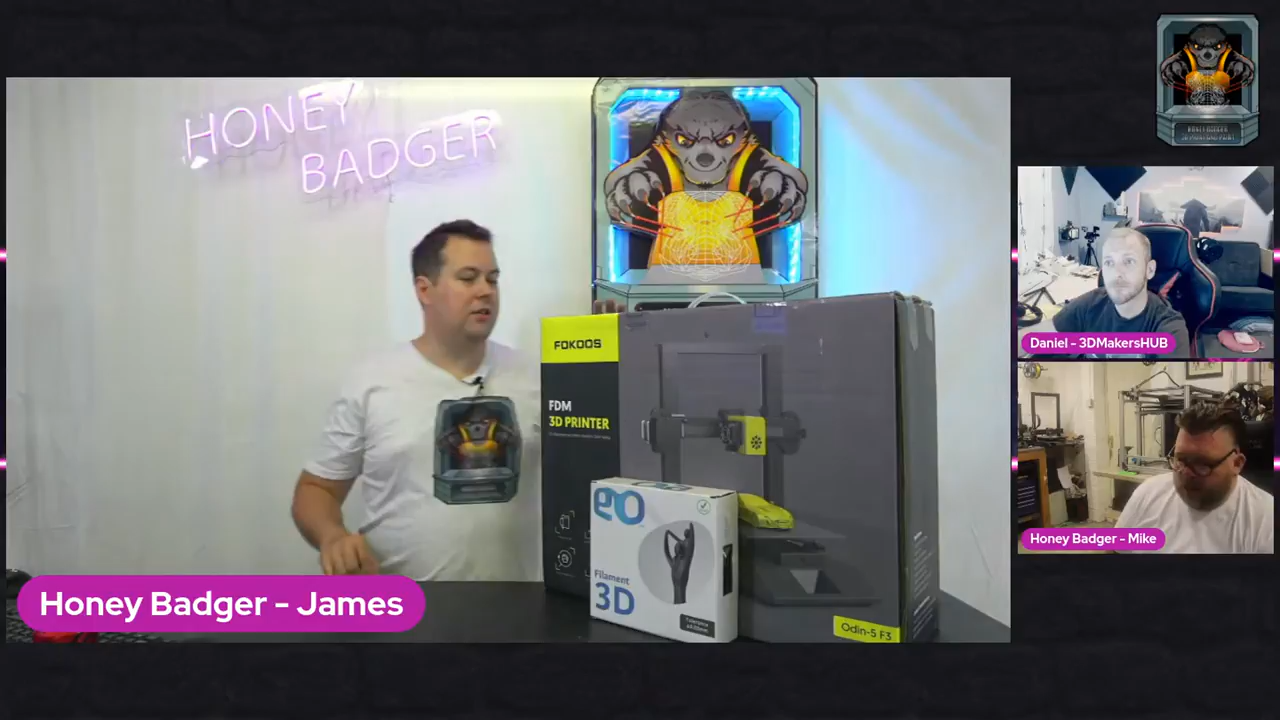 HONEY
BADGER
FOKOOS
FDM
3D PRINTER
Filament
3D
Odin-5 F3
Honey Badger - James
Daniel - 3DMakersHUB
Honey Badger - Mike